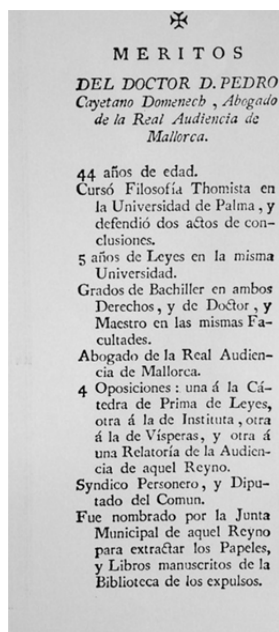 ✠
MERITOS
DEL DOCTOR D. PEDRO
Cayetano Domenech , Abogado
de la Real Audiencia de
Mallorca.
44 años de edad.
Cursó Filosofía Thomista en
la Universidad de Palma , y
defendió dos actos de con-
clusiones.
5 años de Leyes en la misma
Universidad.
Grados de Bachiller en ambos
Derechos , y de Doctor , y
Maestro en las mismas Fa-
cultades.
Abogado de la Real Audien-
cia de Mallorca.
4 Oposiciones : una á la Cá-
tedra de Prima de Leyes,
otra á la de Instituta , otra
á la de Vísperas, y otra á
una Relatoría de la Audien-
cia de aquel Reyno.
Syndico Personero , y Dipu-
tado del Comun.
Fue nombrado por la Junta
Municipal de aquel Reyno
para extractar los Papeles,
y Libros manuscritos de la
Biblioteca de los expulsos.